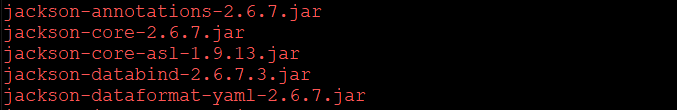 jackson-annotations-2.6.7.jar
jackson-core-2.6.7.jar
jackson-core-asl-1.9.13.jar
jackson-databind-2.6.7.3.jar
jackson-dataformat-yaml-2.6.7.jar